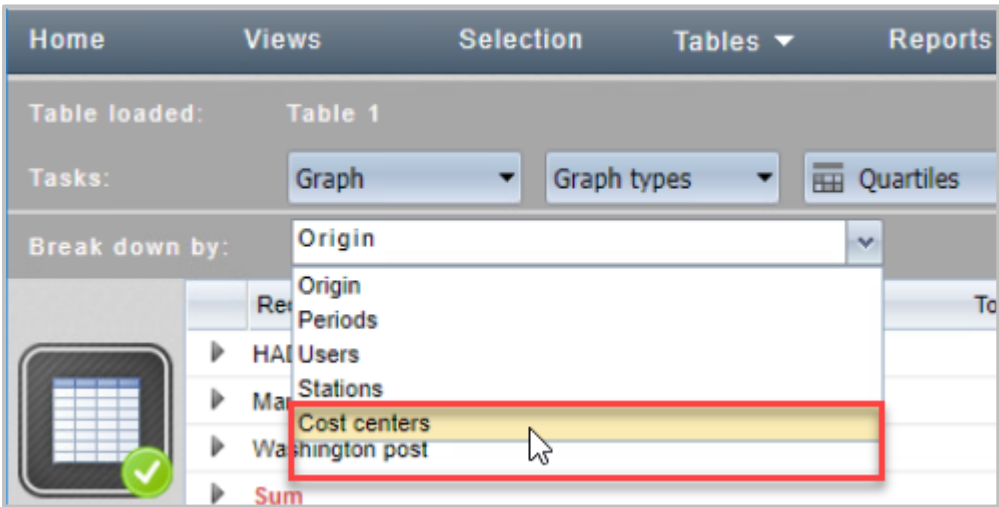 Home Views Selection Tables Reports
Table loaded: Table 1
Tasks: Graph Graph types Quartiles
Break down by: Origin
Origin
Periods
Users
Stations
Cost centers
Washington post
Sum